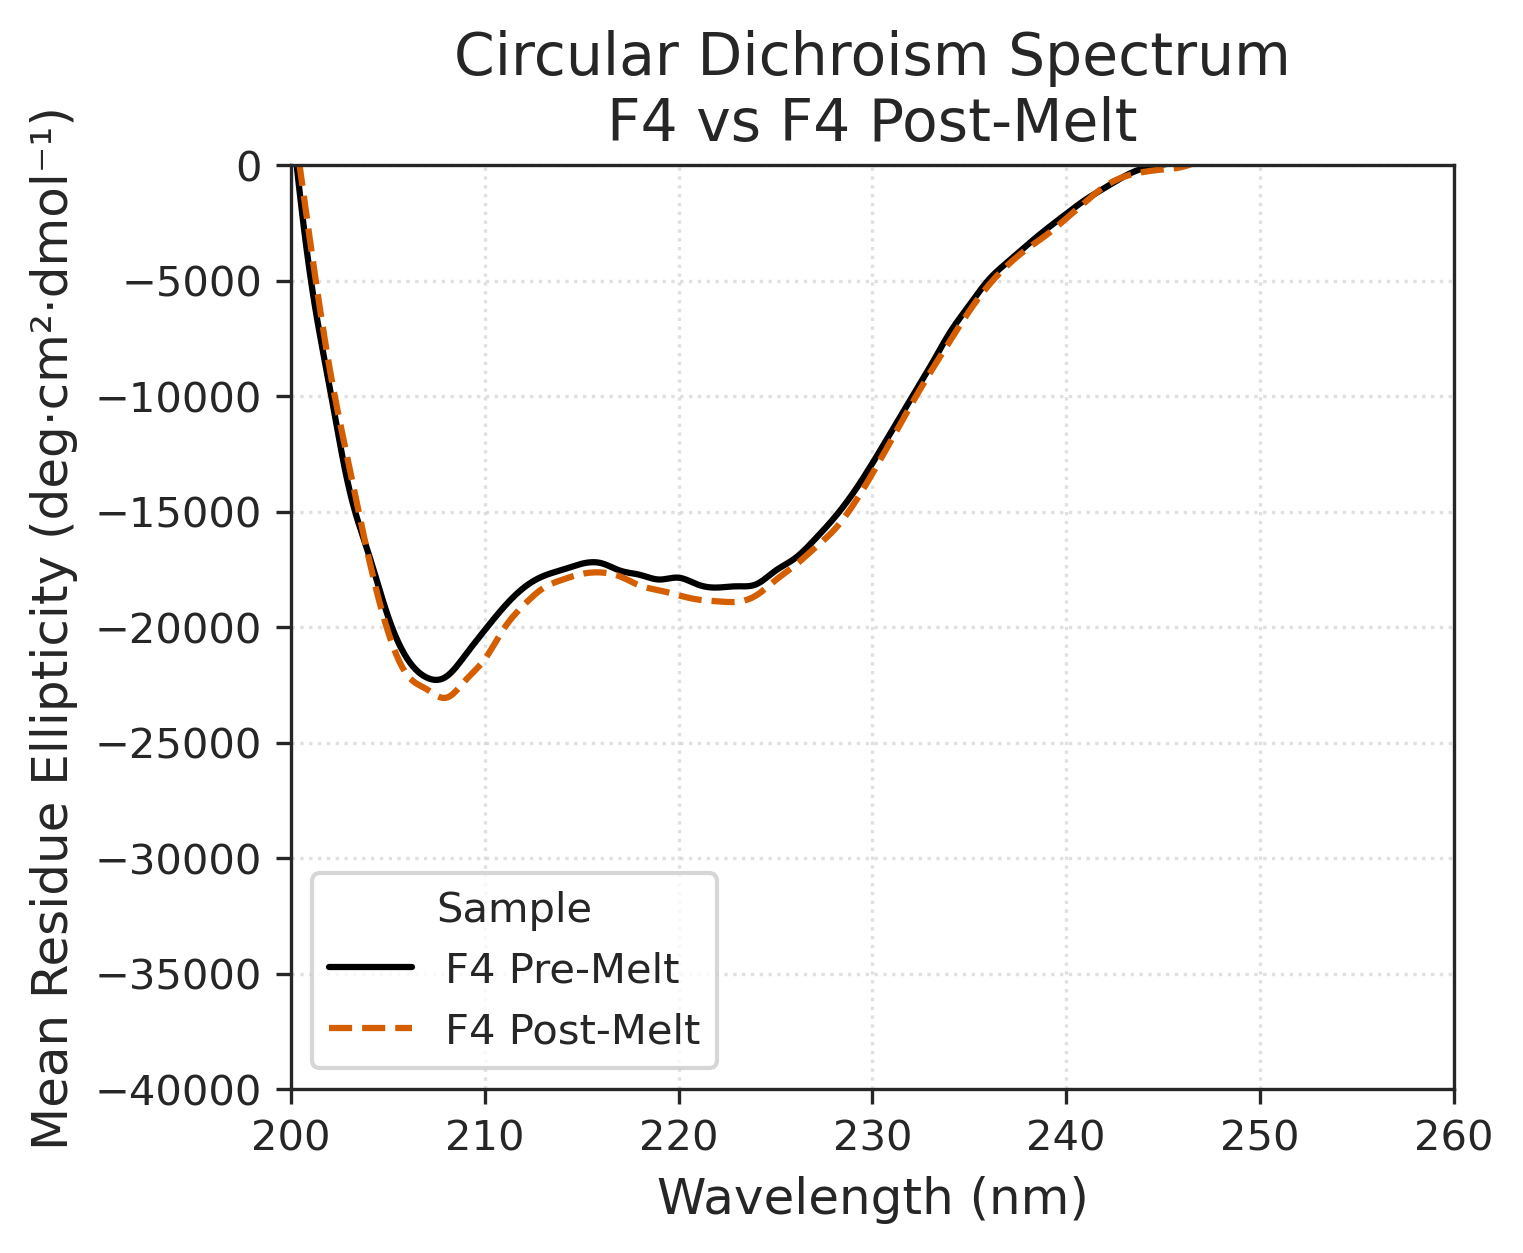 Circular Dichroism Spectrum
F4 vs F4 Post-Melt
Mean Residue Ellipticity (deg·cm²·dmol⁻¹)
0
−5000
−10000
−15000
−20000
−25000
−30000
−35000
−40000
Sample
F4 Pre-Melt
F4 Post-Melt
200 210 220 230 240 250 260
Wavelength (nm)